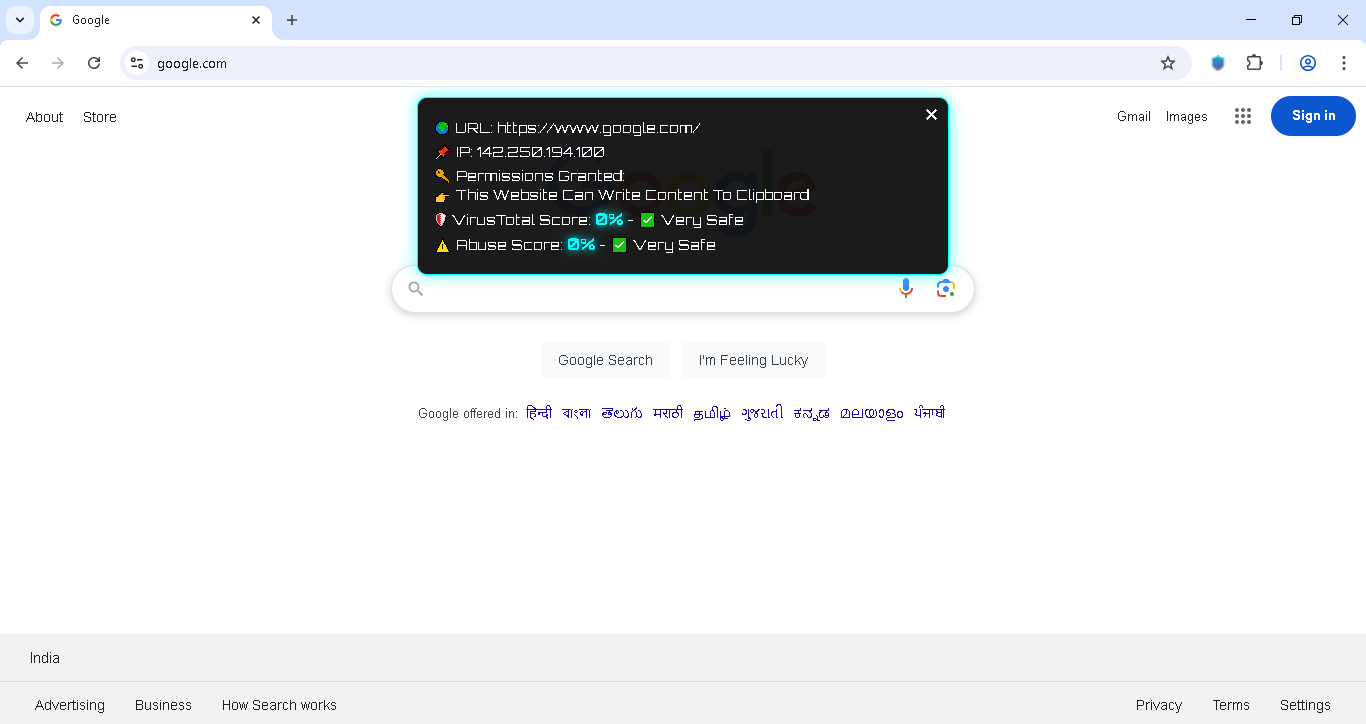 Google
google.com
About Store
Gmail Images Sign in
🌍 URL: https://www.google.com/
📌 IP: 142.250.194.100
🔑 Permissions Granted:
👉 This Website Can Write Content To Clipboard
🛡 VirusTotal Score: 0% - ✅ Very Safe
⚠ Abuse Score: 0% - ✅ Very Safe
Google Search I'm Feeling Lucky
Google offered in: हिन्दी বাংলা తెలుగు मराठी தமிழ் ગુજરાતી ಕನ್ನಡ മലയാളം ਪੰਜਾਬੀ
India
Advertising Business How Search works
Privacy Terms Settings